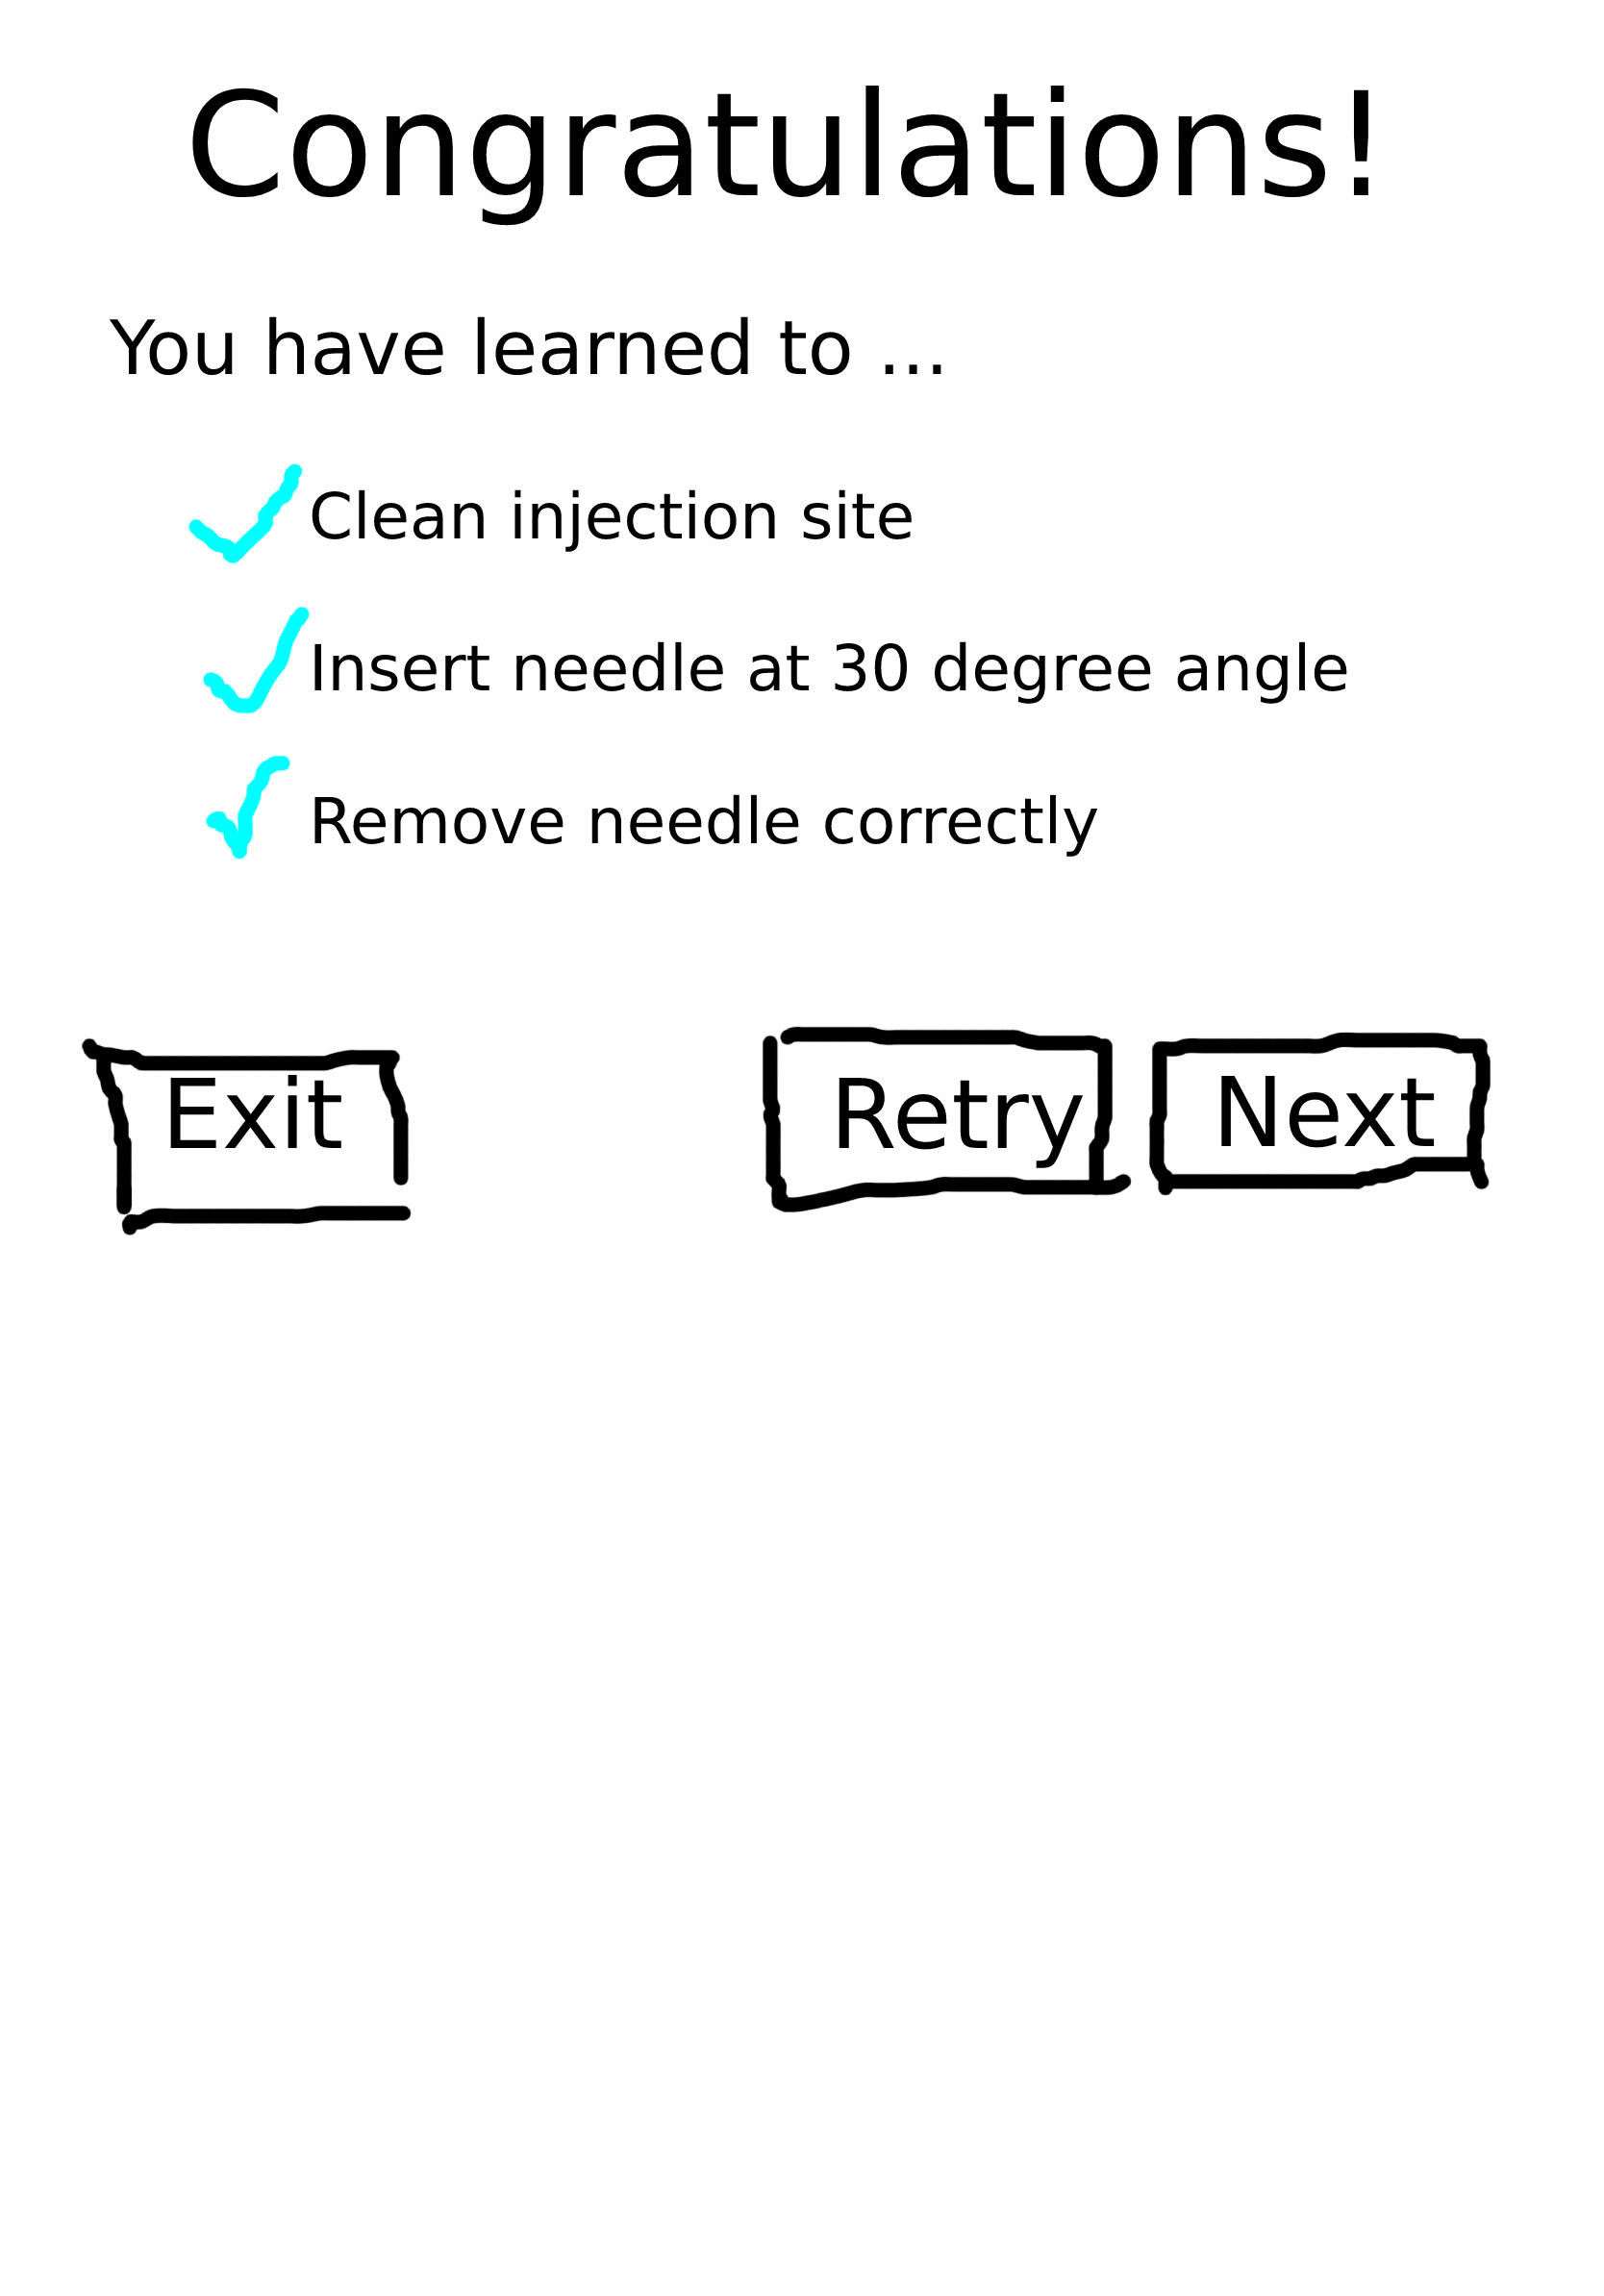 Congratulations!
You have learned to ...
Clean injection site
Insert needle at 30 degree angle
Remove needle correctly
Exit Retry Next